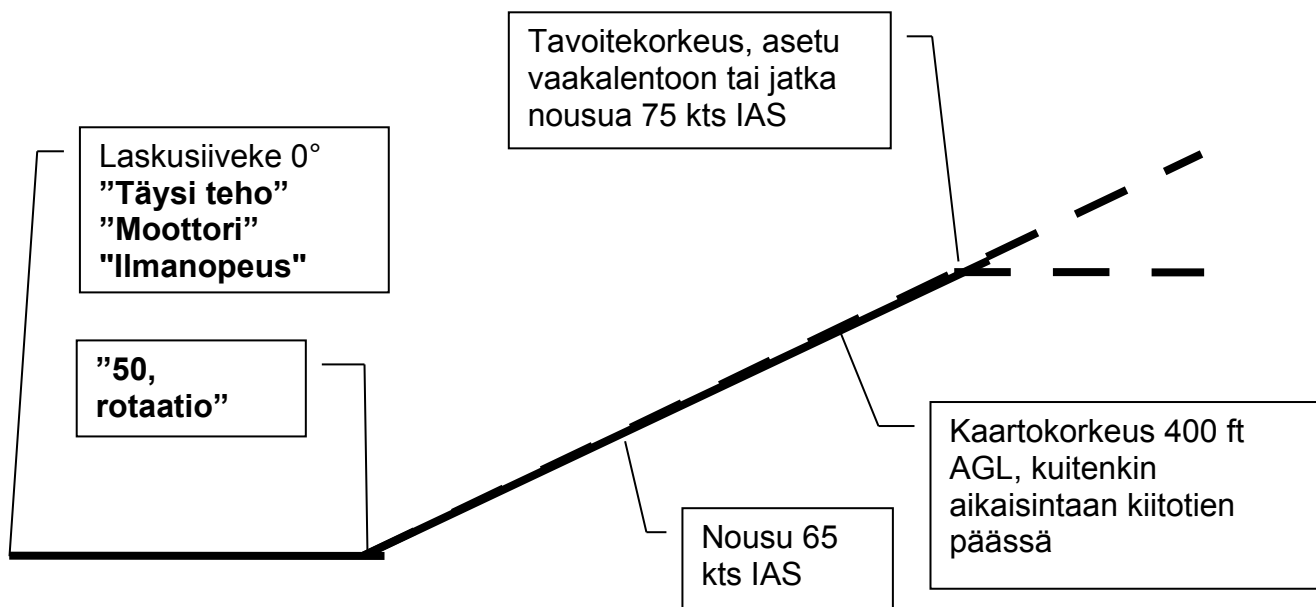 Tavoitekorkeus, asetu
vaakalentoon tai jatka
nousua 75 kts IAS
Laskusiiveke 0°
”Täysi teho”
”Moottori”
"Ilmanopeus"
”50,
rotaatio”
Kaartokorkeus 400 ft
AGL, kuitenkin
aikaisintaan kiitotien
päässä
Nousu 65
kts IAS